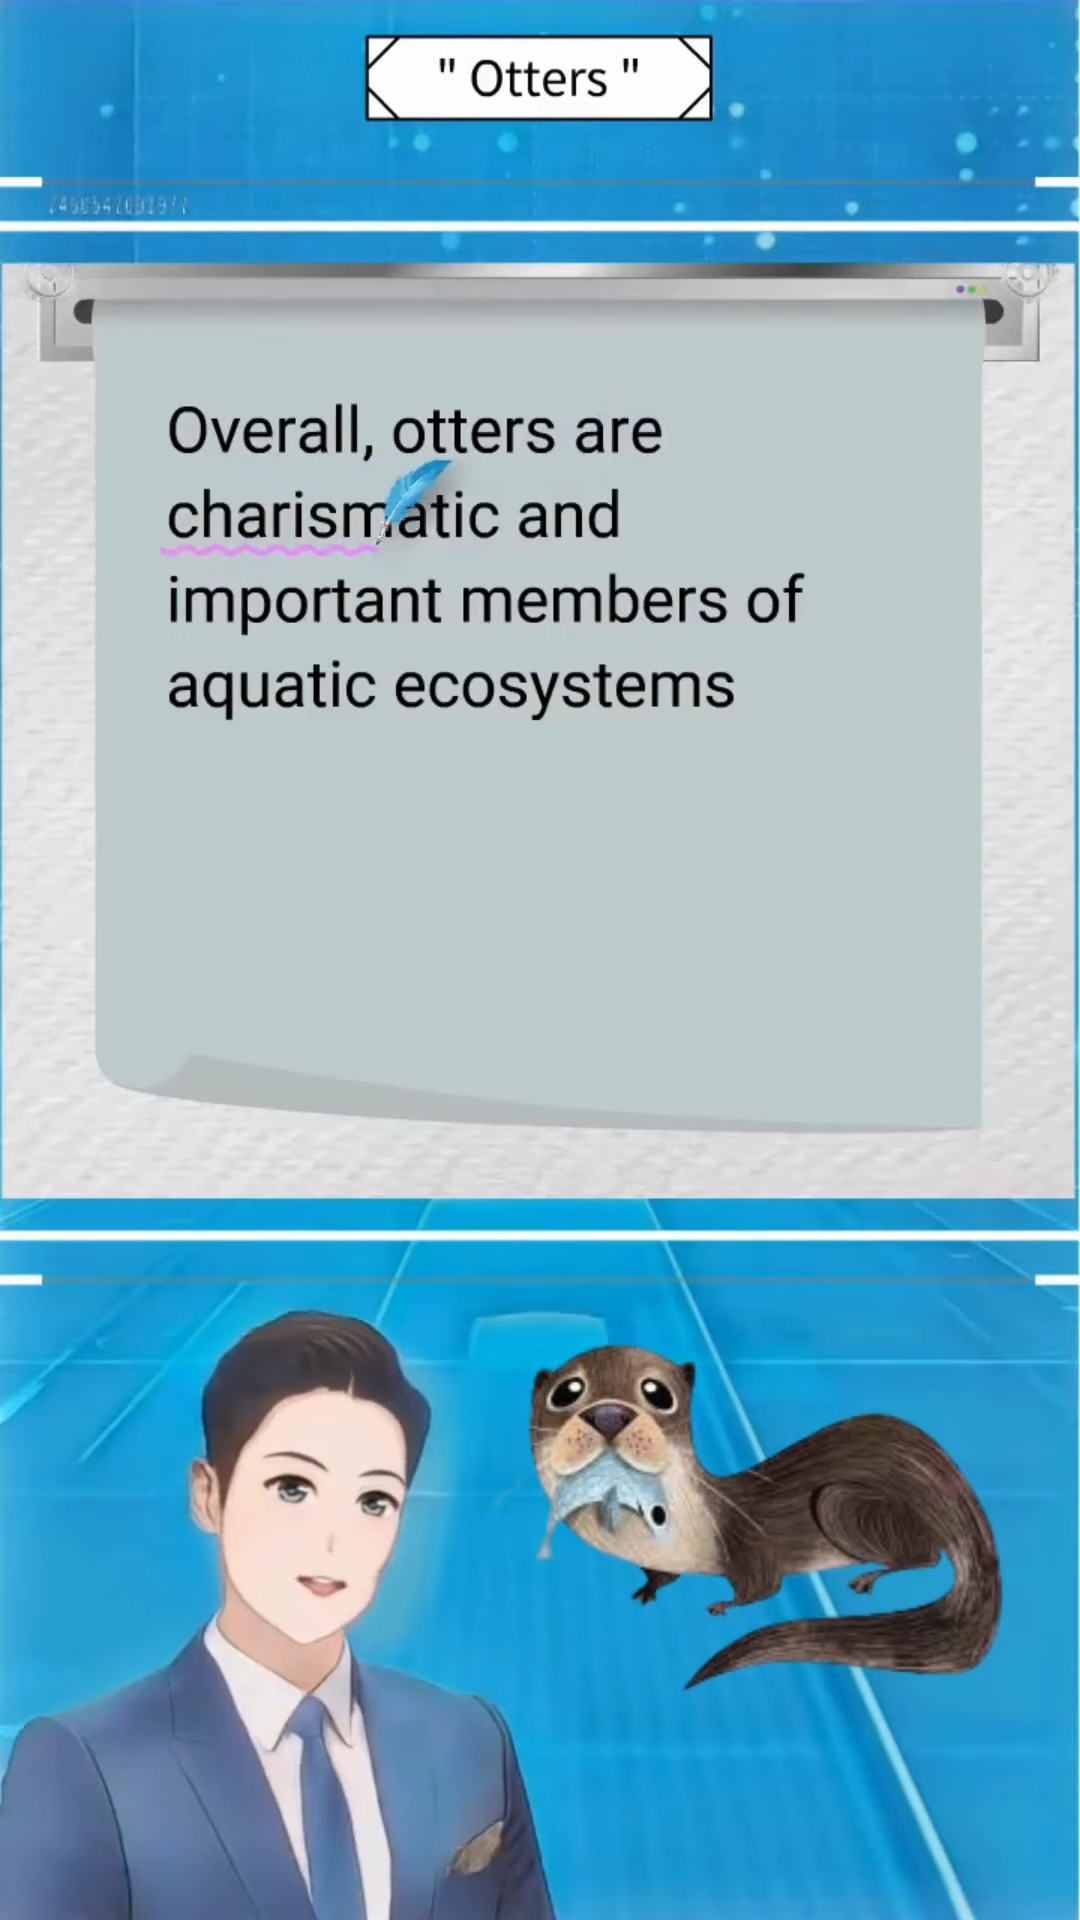 " Otters "
Overall, otters are
charismatic and
important members of
aquatic ecosystems